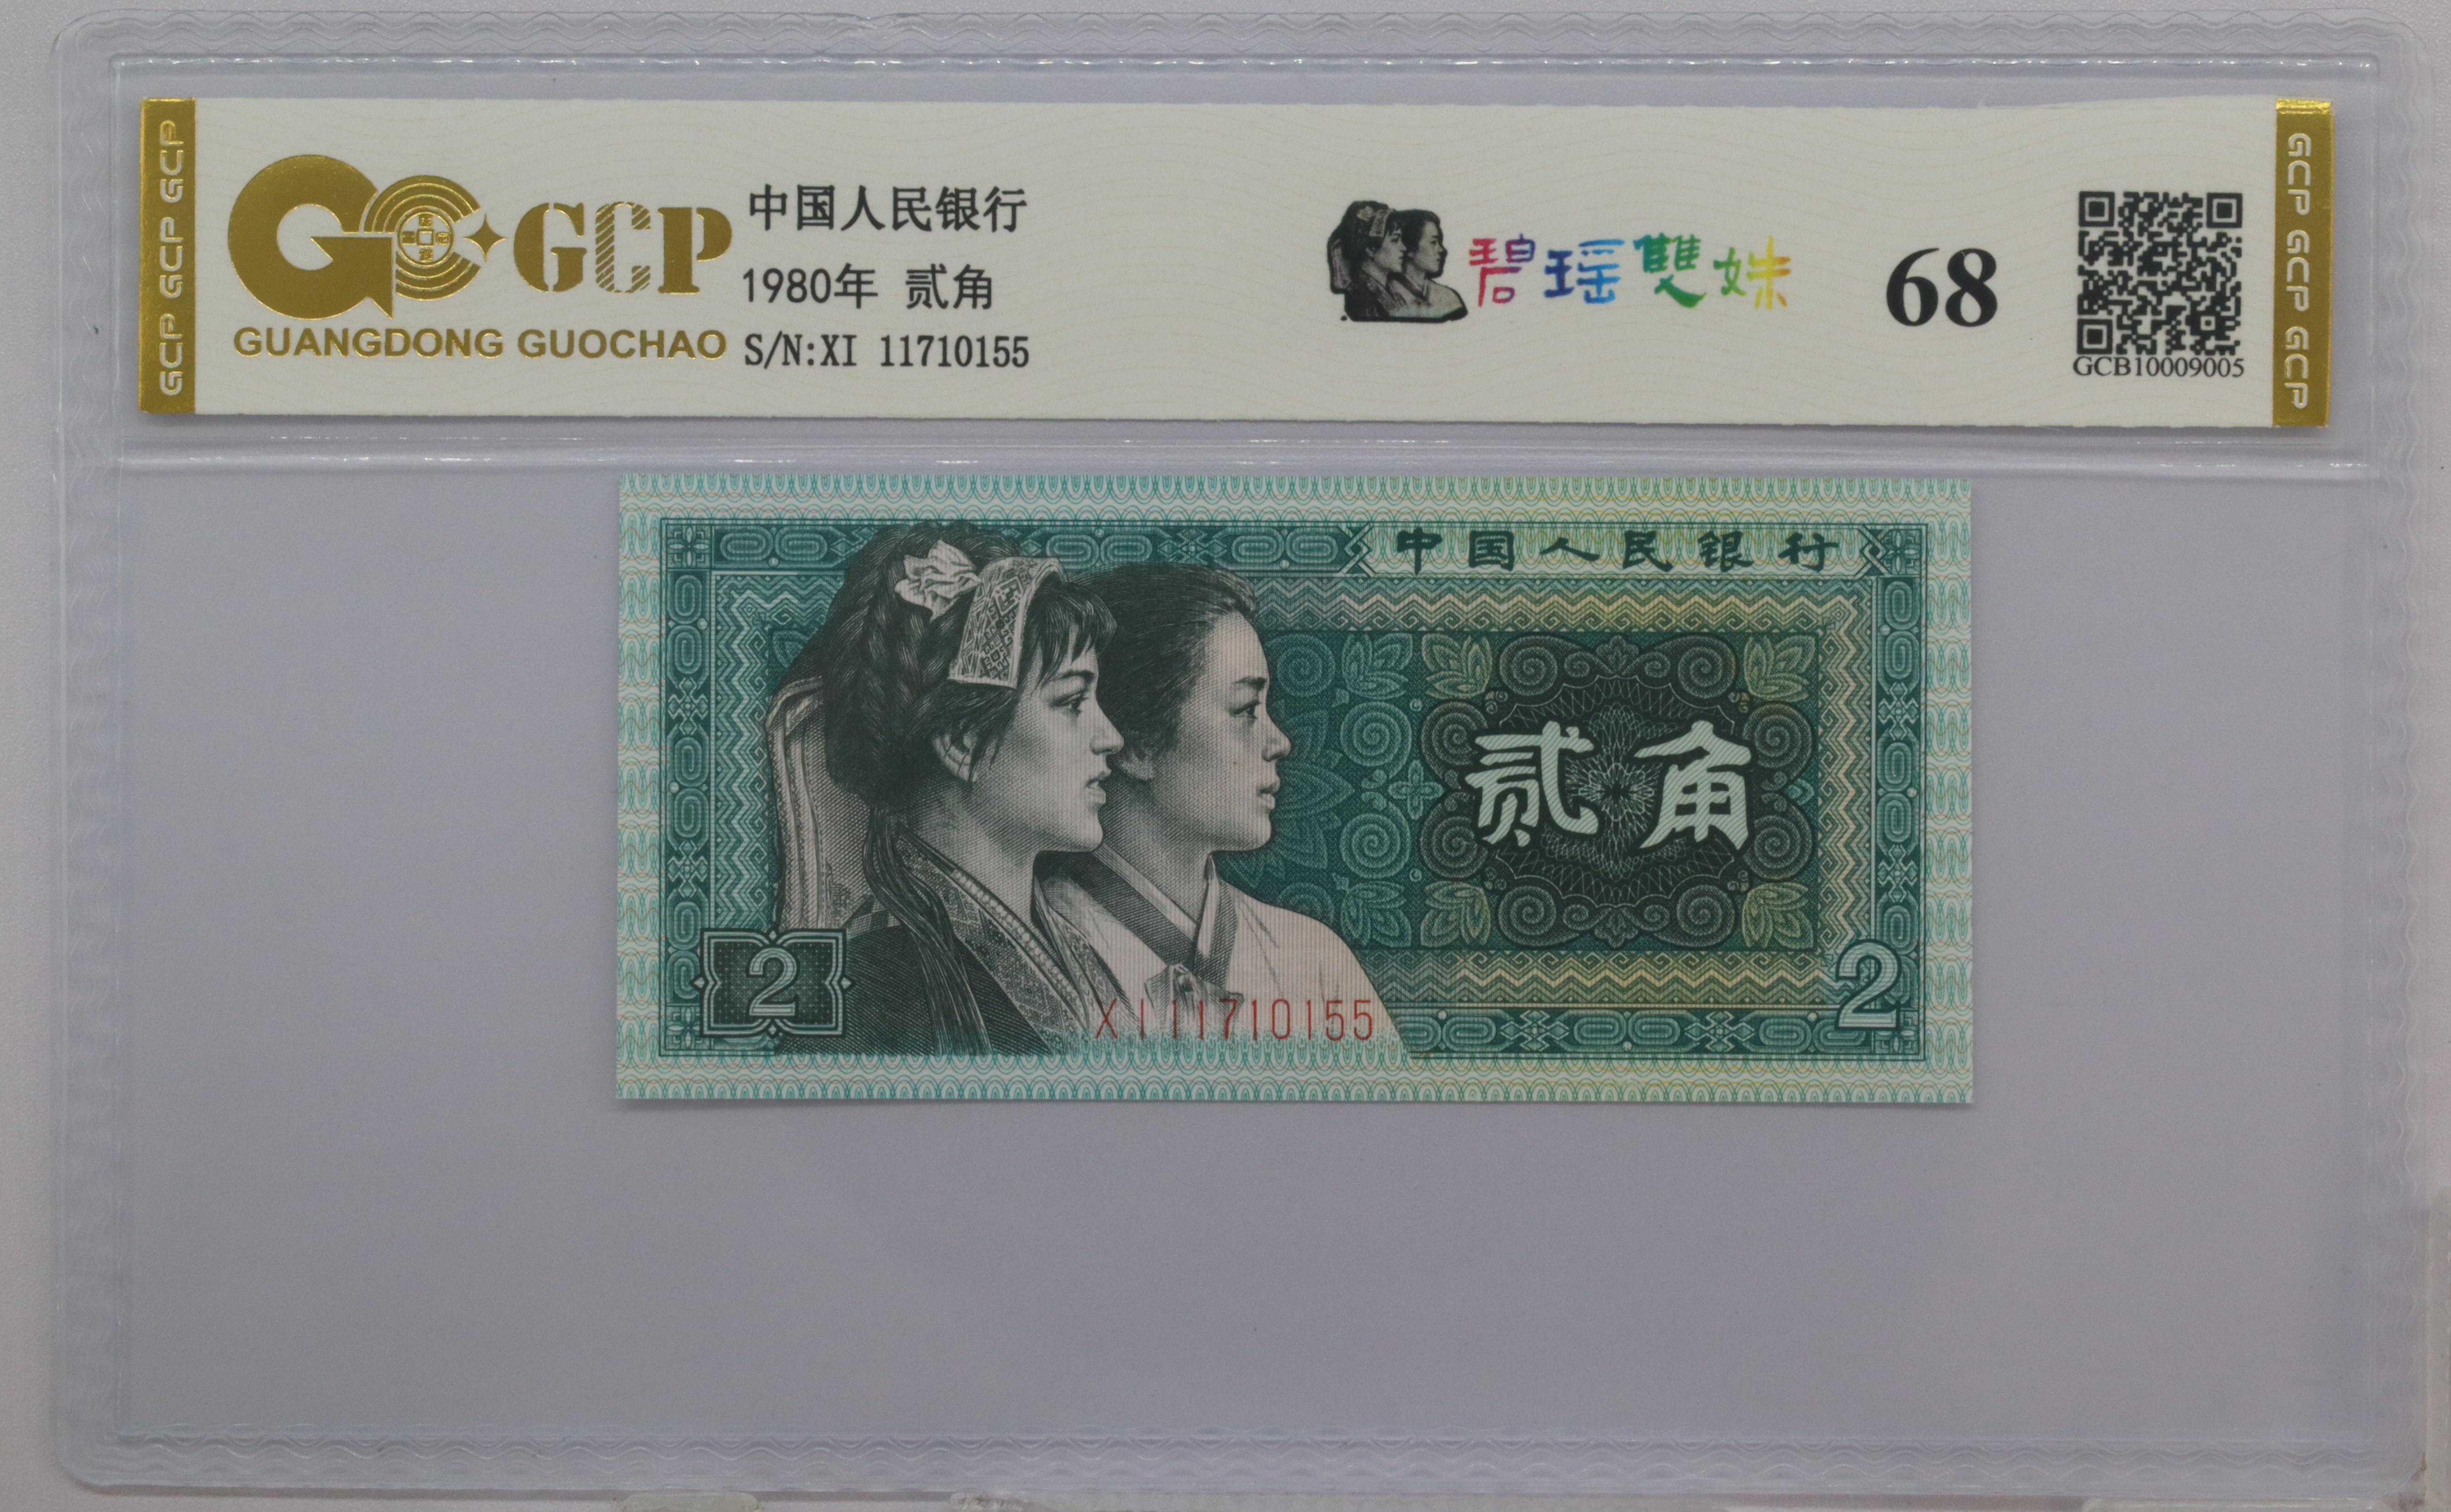 GCP GCP GCP
GCP
GUANGDONG GUOCHAO
中国人民银行
1980年 贰角
S/N:XI 11710155
碧瑶雙姝
68
GCB10009005
GCP GCP GCP
中国人民银行
贰角
2
2
XI 11710155